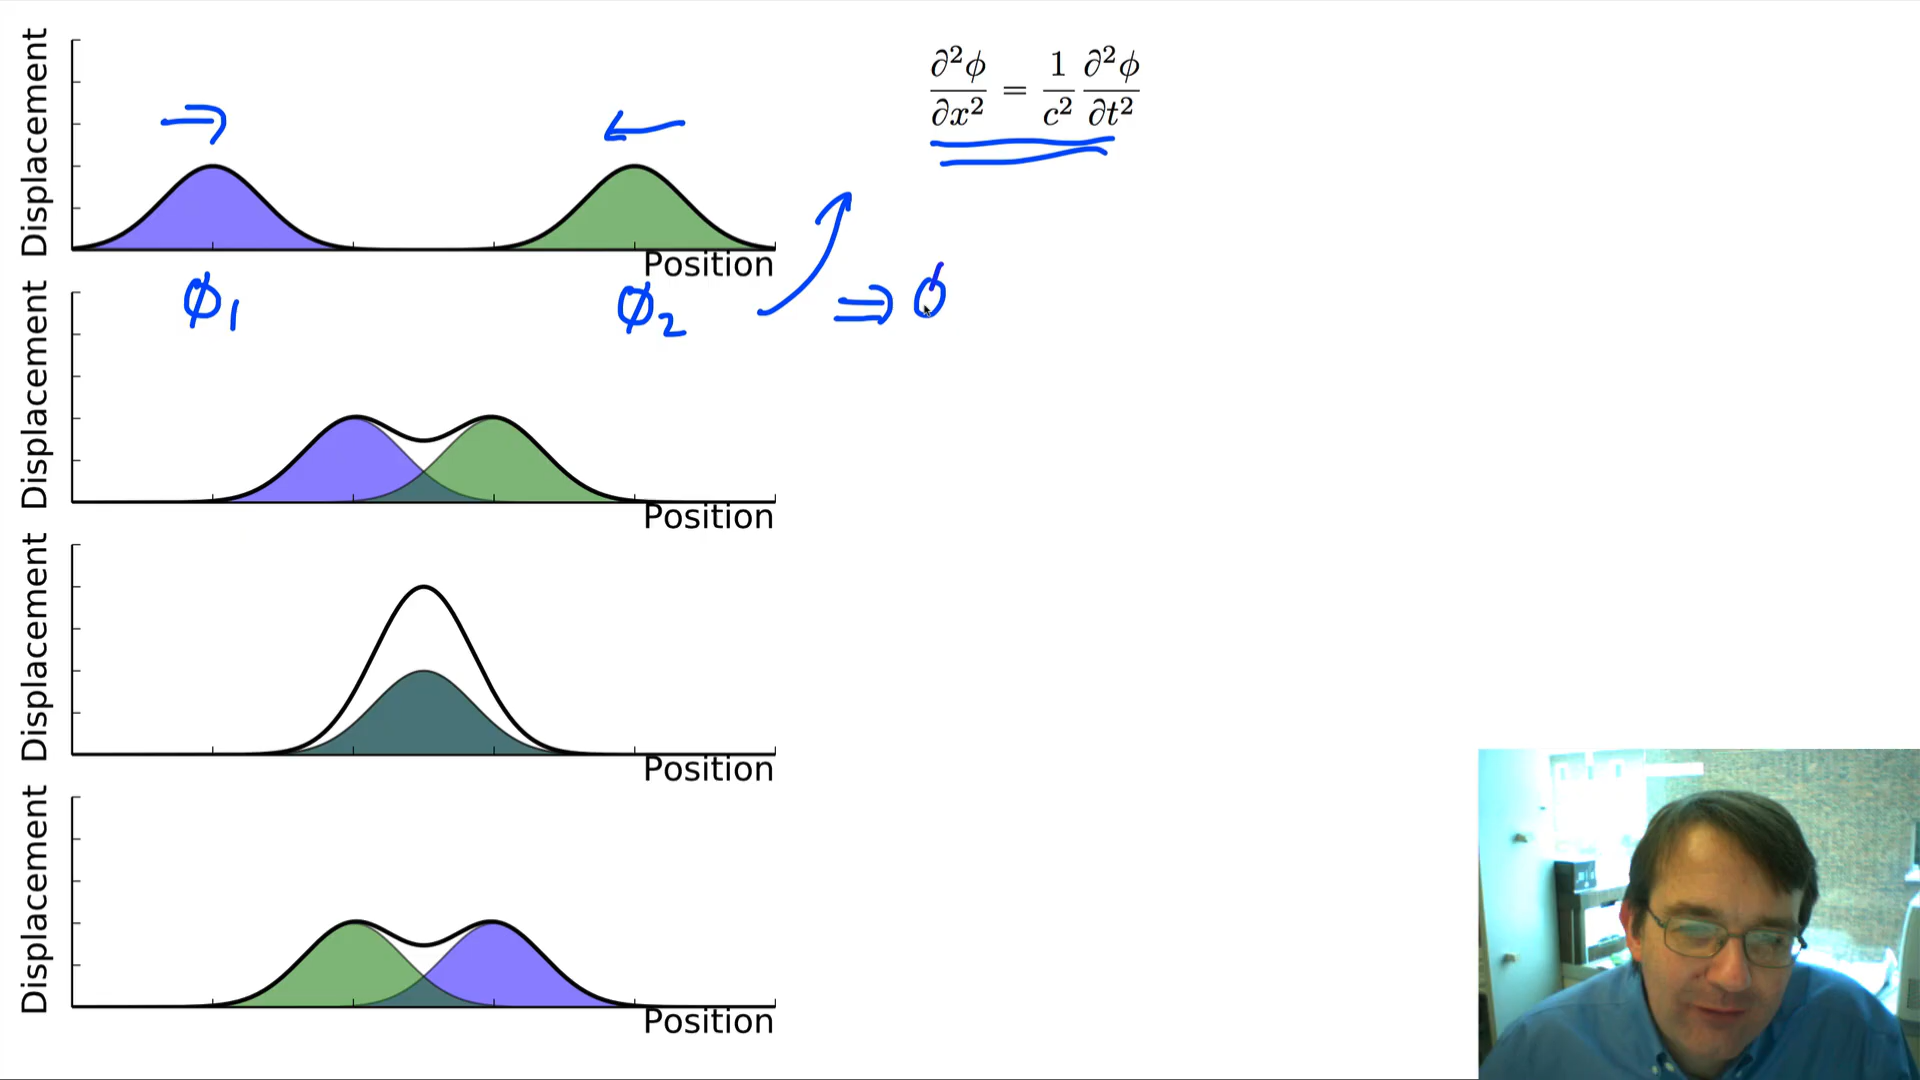 Displacement
Position
∂²φ/∂x² = 1/c² ∂²φ/∂t²
ϕ₁
ϕ₂
⇒ ϕ
Displacement
Position
Displacement
Position
Displacement
Position